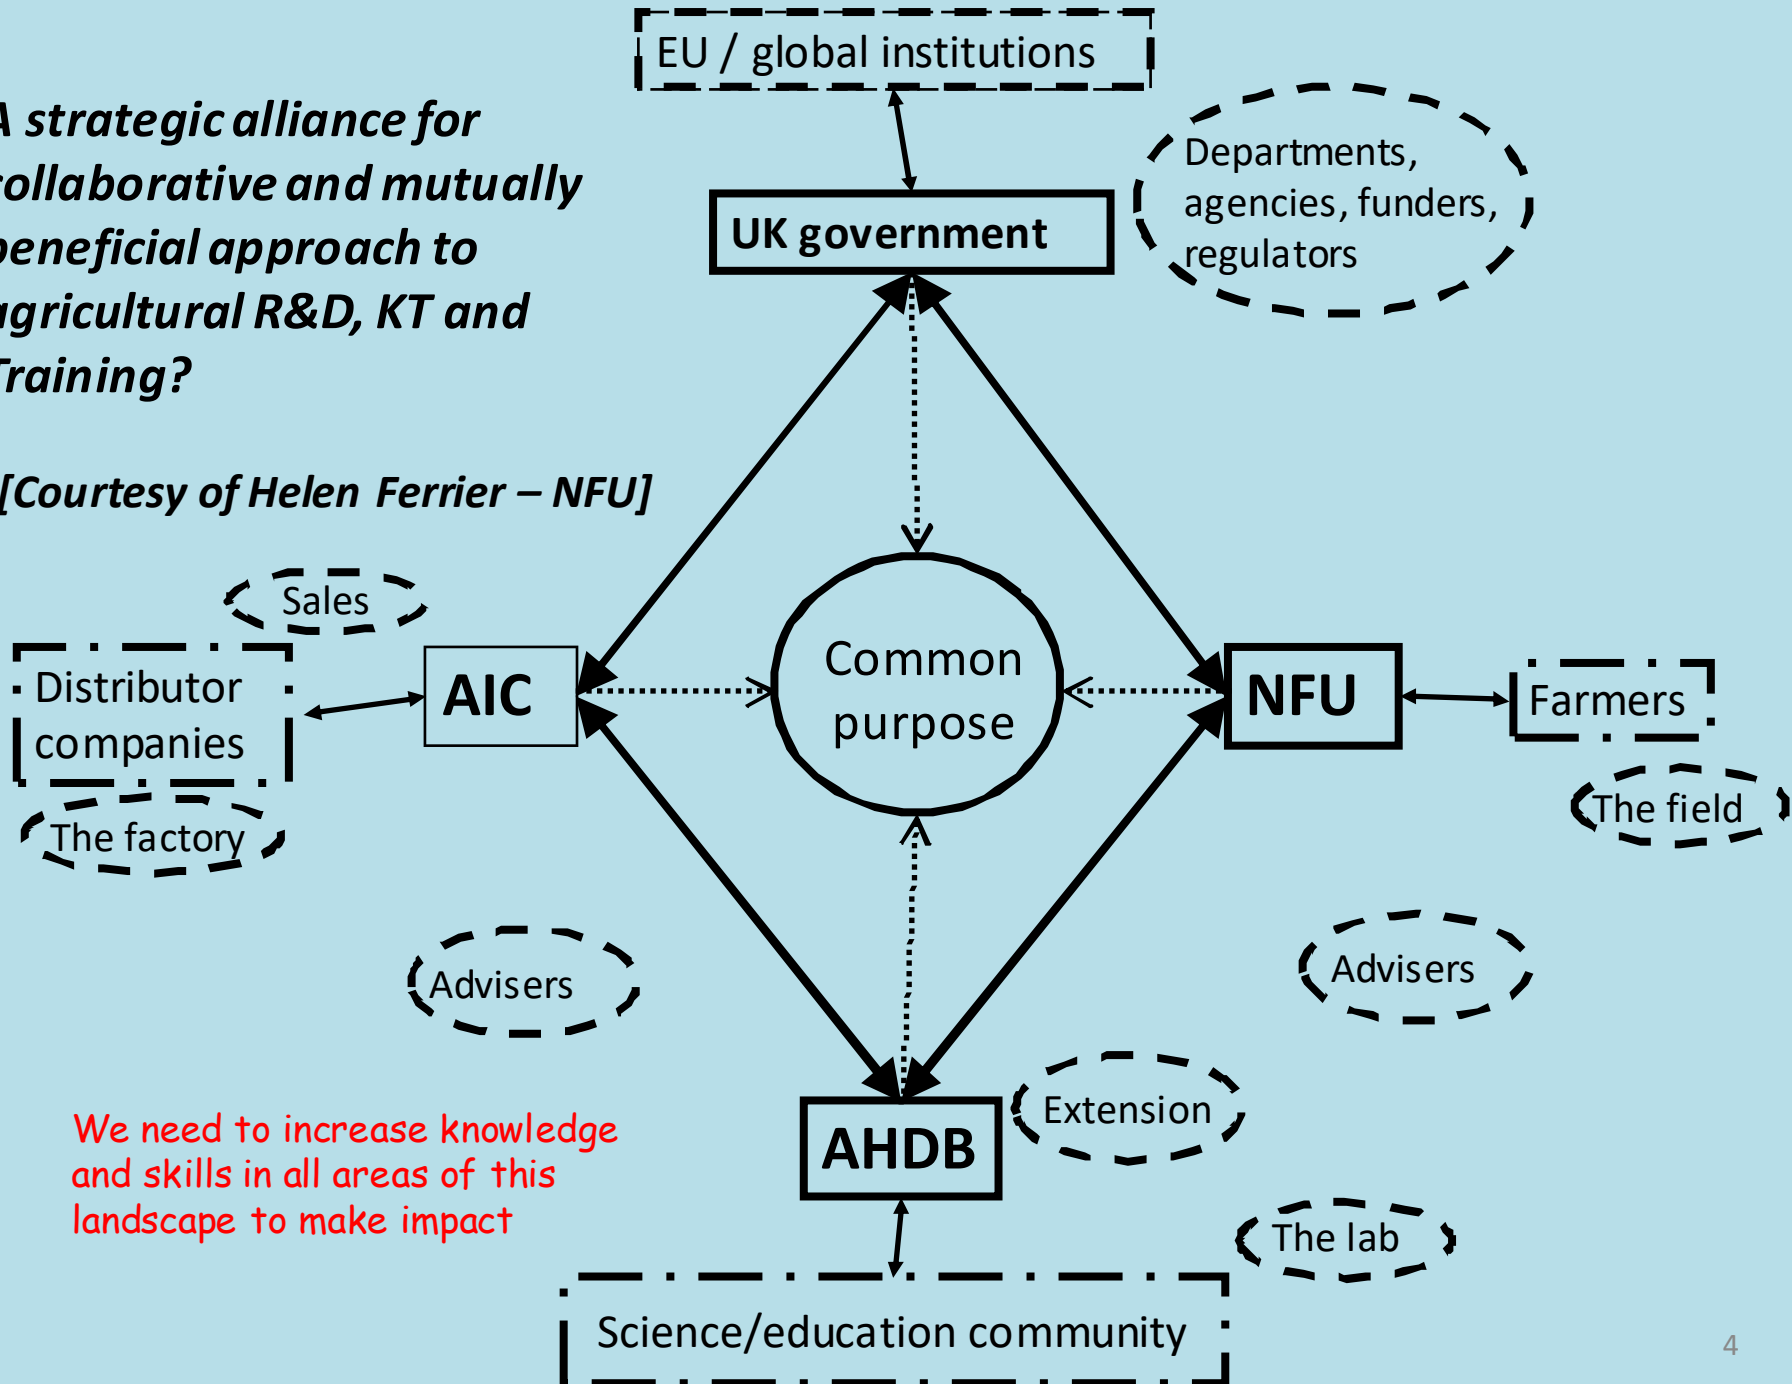 EU / global institutions
A strategic alliance for
collaborative and mutually
beneficial approach to
agricultural R&D, KT and
Training?
[Courtesy of Helen Ferrier – NFU]
UK government
Departments,
agencies, funders,
regulators
Sales
Distributor
companies
The factory
AIC
Common
purpose
NFU
Farmers
The field
Advisers
Advisers
AHDB
Extension
We need to increase knowledge
and skills in all areas of this
landscape to make impact
The lab
Science/education community
4